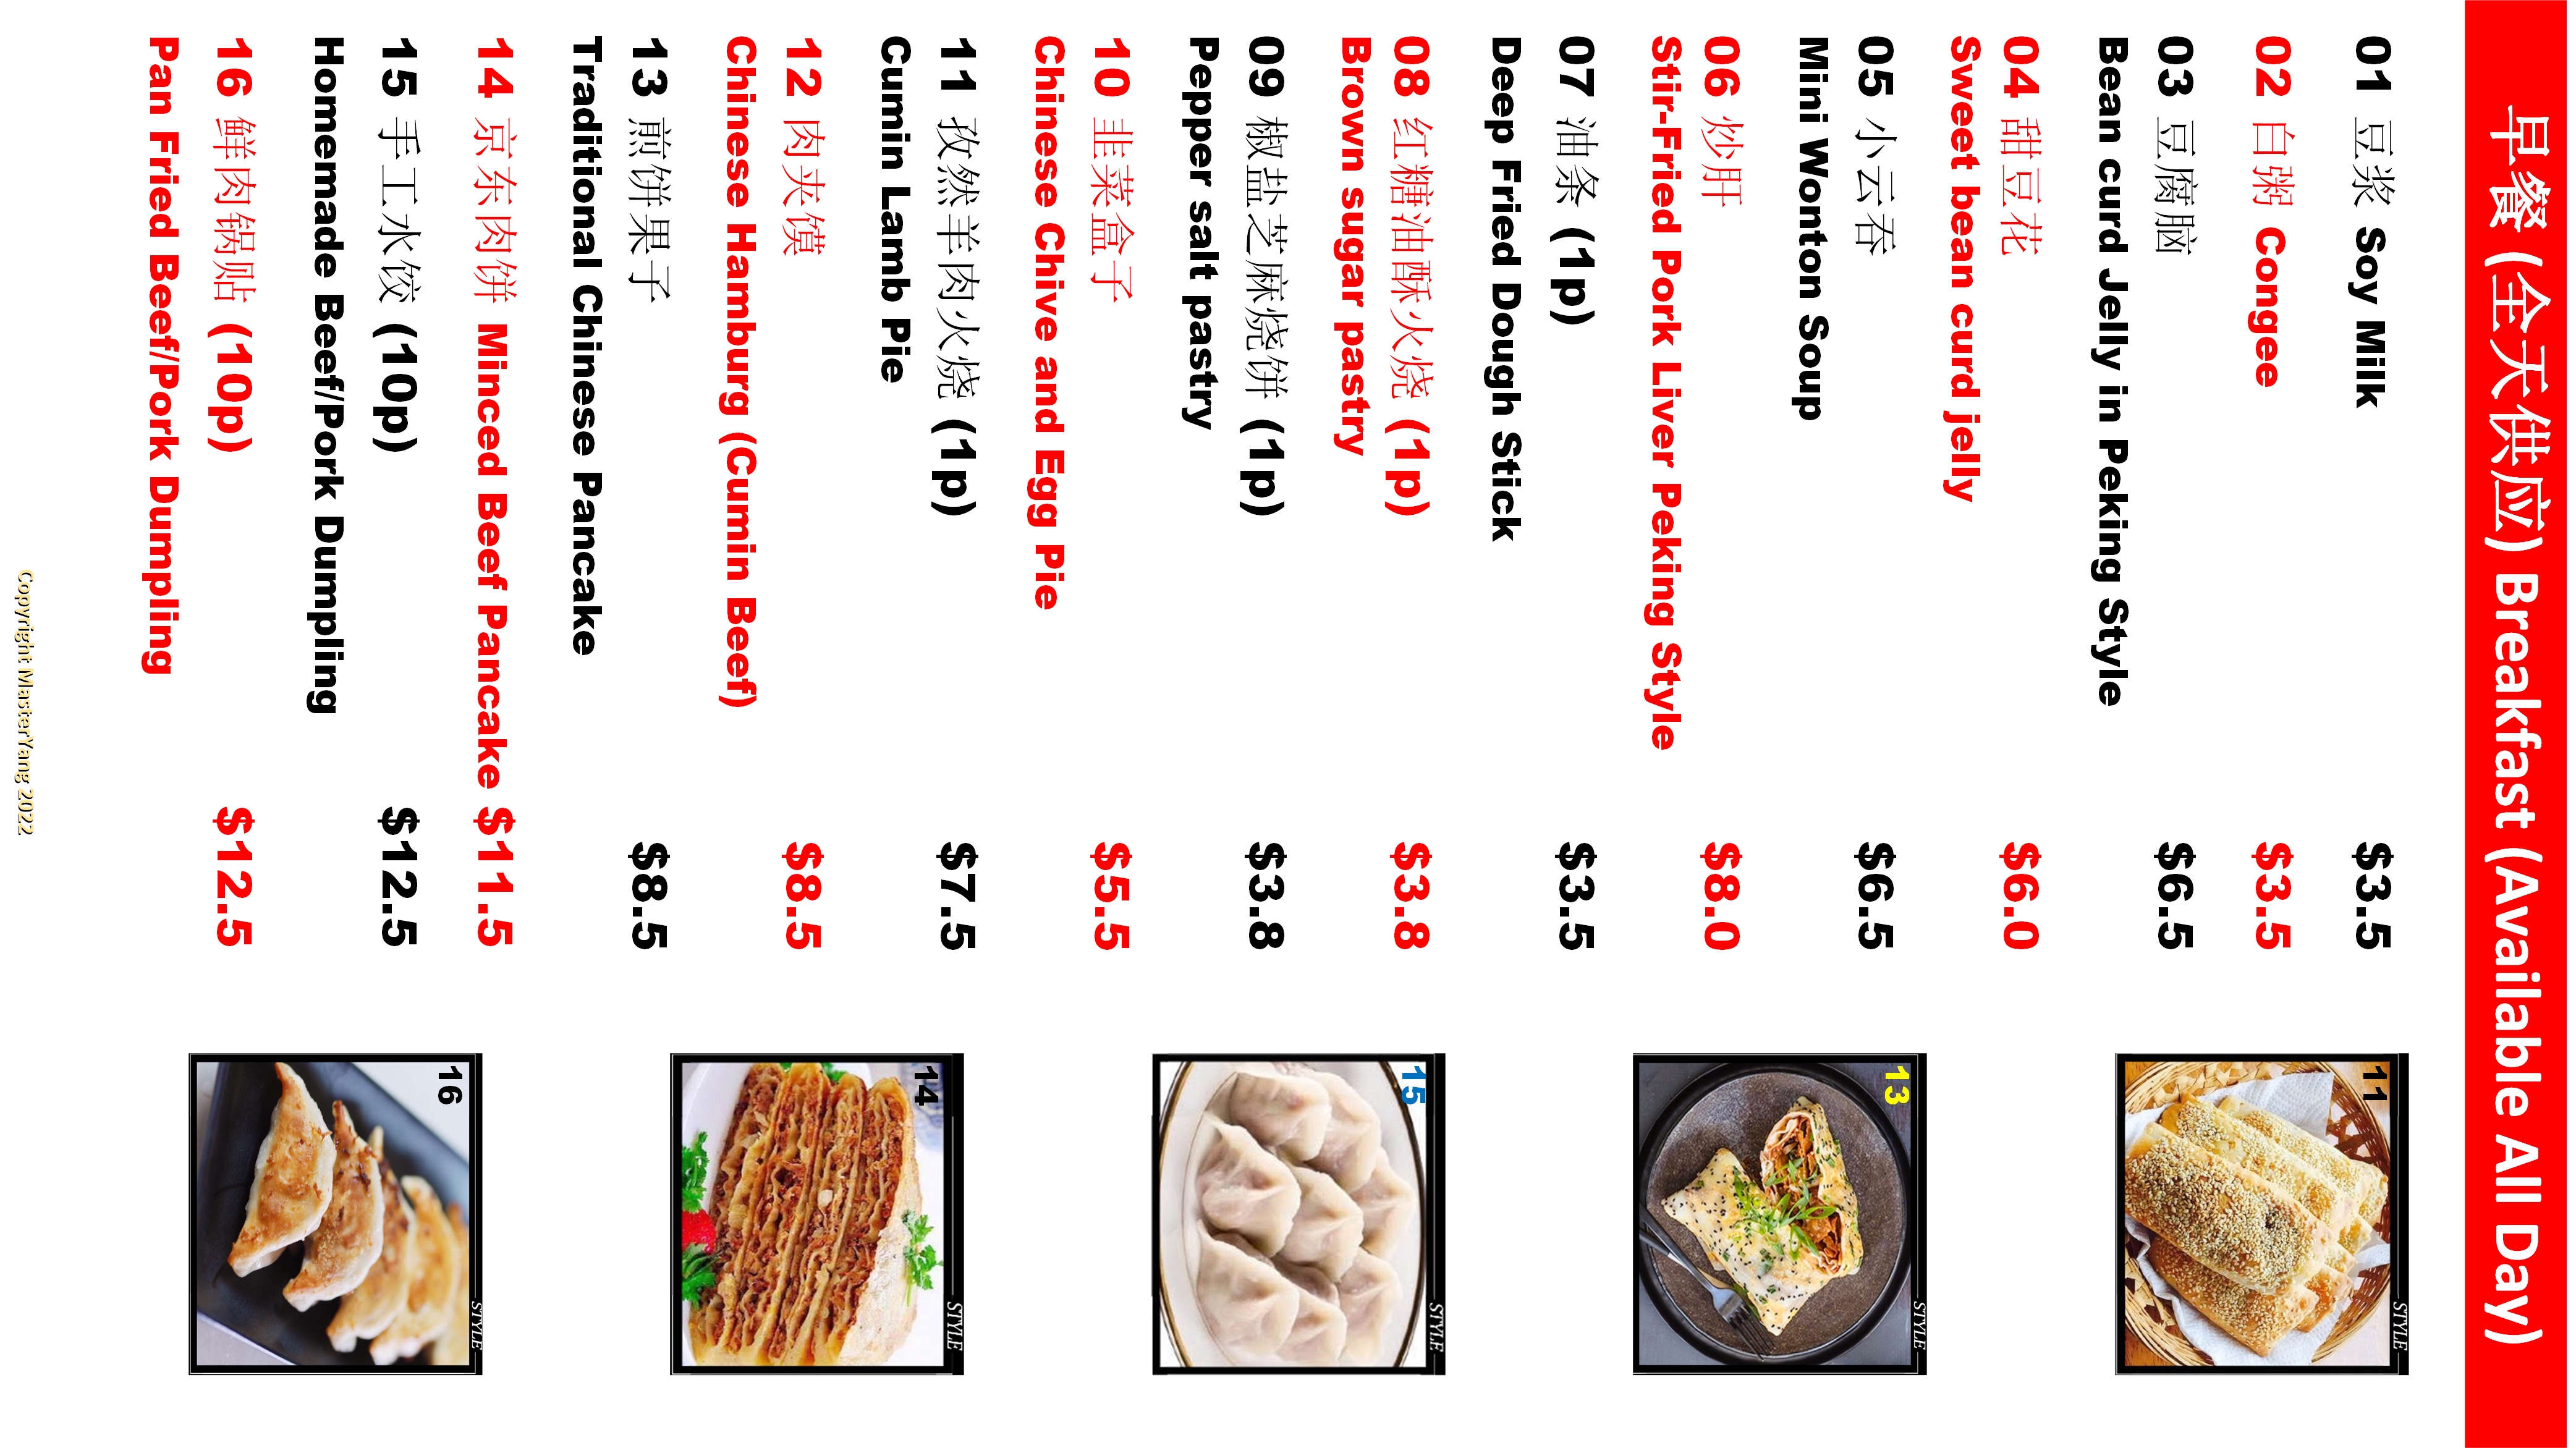 早餐 (全天供应) Breakfast (Available All Day)
01 豆浆 Soy Milk $3.5
02 白粥 Congee $3.5
03 豆腐脑 $6.5
Bean curd Jelly in Peking Style
04 甜豆花 $6.0
Sweet bean curd jelly
05 小云吞 $6.5
Mini Wonton Soup
06 炒肝 $8.0
Stir-Fried Pork Liver Peking Style
07 油条 (1p) $3.5
Deep Fried Dough Stick
08 红糖油酥火烧 (1p) $3.8
Brown sugar pastry
09 椒盐芝麻烧饼 (1p) $3.8
Pepper salt pastry
10 韭菜盒子 $5.5
Chinese Chive and Egg Pie
11 孜然羊肉火烧 (1p) $7.5
Cumin Lamb Pie
12 肉夹馍 $8.5
Chinese Hamburg (Cumin Beef)
13 煎饼果子 $8.5
Traditional Chinese Pancake
14 京东肉饼 Minced Beef Pancake $11.5
15 手工水饺 (10p) $12.5
Homemade Beef/Pork Dumpling
16 鲜肉锅贴 (10p) $12.5
Pan Fried Beef/Pork Dumpling
11
STYLE
13
STYLE
15
STYLE
14
STYLE
16
STYLE
Copyright MasterYang 2022